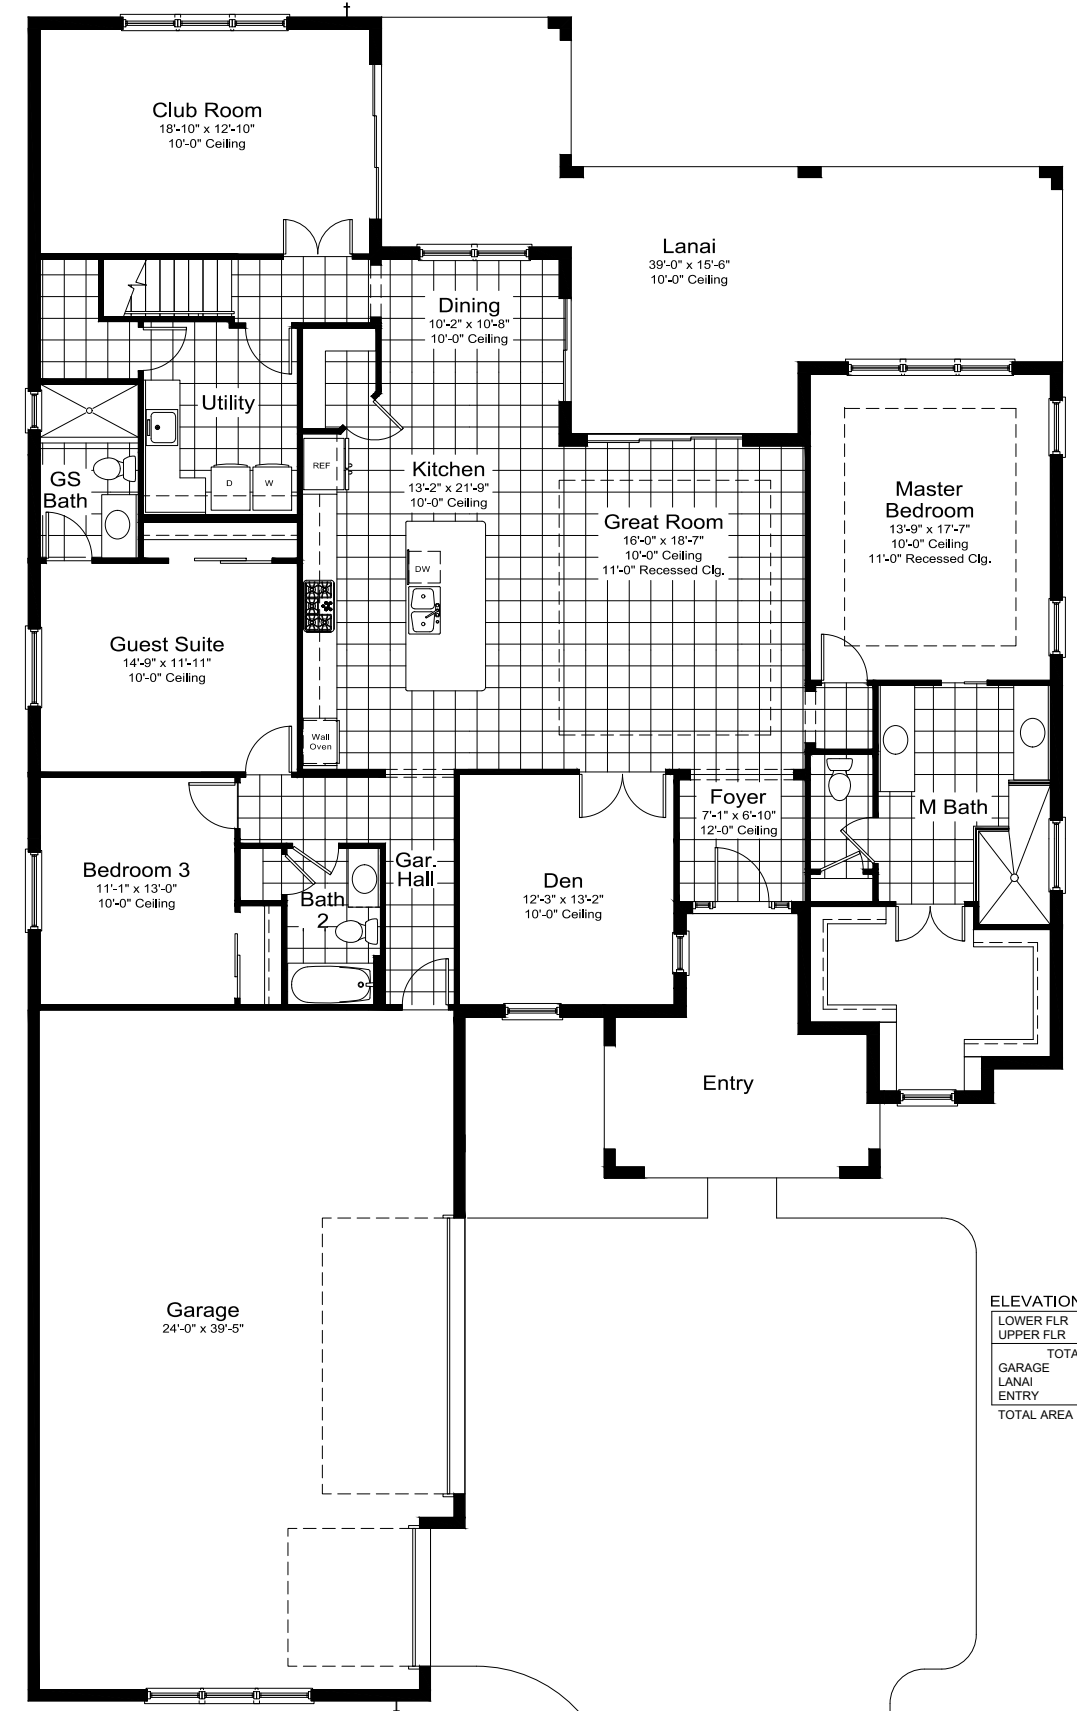 Club Room
18'-10" x 12'-10"
10'-0" Ceiling
Lanai
39'-0" x 15'-6"
10'-0" Ceiling
Dining
10'-2" x 10'-8"
10'-0" Ceiling
Utility
D
W
REF
GS
Bath
Kitchen
13'-2" x 21'-9"
10'-0" Ceiling
DW
Great Room
16'-0" x 18'-7"
10'-0" Ceiling
11'-0" Recessed Clg.
Master
Bedroom
13'-9" x 17'-7"
10'-0" Ceiling
11'-0" Recessed Clg.
Guest Suite
14'-9" x 11'-11"
10'-0" Ceiling
Wall
Oven
Foyer
7'-1" x 6'-10"
12'-0" Ceiling
M Bath
Bedroom 3
11'-1" x 13'-0"
10'-0" Ceiling
Bath
2
Gar.
Hall
Den
12'-3" x 13'-2"
10'-0" Ceiling
Entry
Garage
24'-0" x 39'-5"
ELEVATION
LOWER FLR
UPPER FLR
TOTA
GARAGE
LANAI
ENTRY
TOTAL AREA